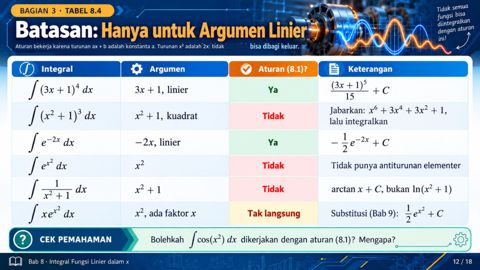 BAGIAN 3 • TABEL 8.4
Batasan: Hanya untuk Argumen Linier
Aturan bekerja karena turunan ax + b adalah konstanta a. Turunan x² adalah 2x: tidak bisa dibagi keluar.
Tidak semua
fungsi bisa
diintegralkan
dengan aturan
ini!
Integral | Argumen | Aturan (8.1)? | Keterangan
∫(3x + 1)⁴ dx | 3x + 1, linier | Ya | (3x + 1)⁵/15 + C
∫(x² + 1)³ dx | x² + 1, kuadrat | Tidak | Jabarkan: x⁶ + 3x⁴ + 3x² + 1,
lalu integralkan
∫e⁻²ˣ dx | −2x, linier | Ya | −1/2 e⁻²ˣ + C
∫e^{x²} dx | x² | Tidak | Tidak punya antiturunan elementer
∫1/(x² + 1) dx | x² + 1 | Tidak | arctan x + C, bukan ln(x² + 1)
∫xe^{x²} dx | x², ada faktor x | Tak langsung | Substitusi (Bab 9): 1/2 e^{x²} + C
? CEK PEMAHAMAN
Bolehkah ∫cos(x²) dx dikerjakan dengan aturan (8.1)? Mengapa?
Bab 8 • Integral Fungsi Linier dalam x
12 / 18